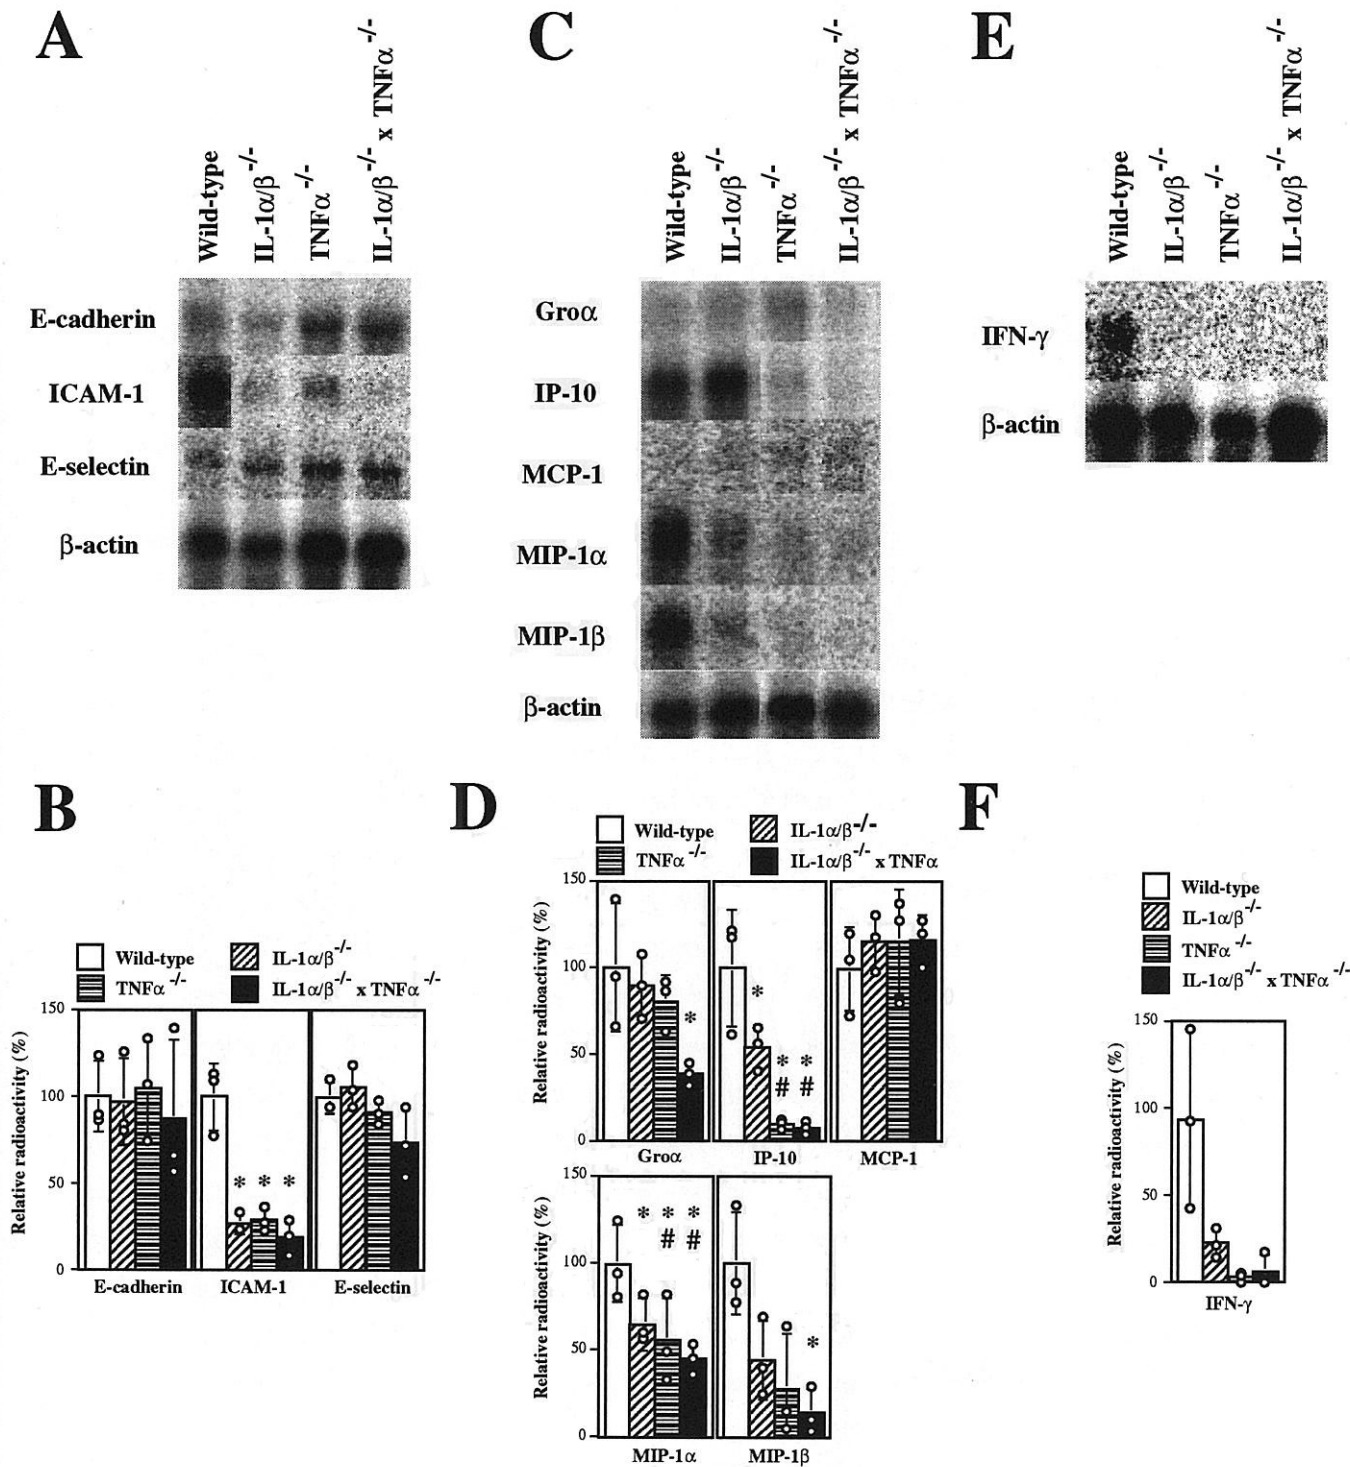 A
Wild-type
IL-1α/β -/-
TNFα -/-
IL-1α/β -/- x TNFα -/-
E-cadherin
ICAM-1
E-selectin
β-actin
C
Wild-type
IL-1α/β -/-
TNFα -/-
IL-1α/β -/- x TNFα -/-
Groα
IP-10
MCP-1
MIP-1α
MIP-1β
β-actin
E
Wild-type
IL-1α/β -/-
TNFα -/-
IL-1α/β -/- x TNFα -/-
IFN-γ
β-actin
B
Wild-type
IL-1α/β -/-
TNFα -/-
IL-1α/β -/- x TNFα -/-
Relative radioactivity (%)
150
100
50
0
* * *
E-cadherin ICAM-1 E-selectin
D
Wild-type
IL-1α/β -/-
TNFα -/-
IL-1α/β -/- x TNFα
Relative radioactivity (%)
150
100
50
0
*
*
* *
# #
Groα IP-10 MCP-1
Relative radioactivity (%)
150
100
50
0
* * *
# #
*
MIP-1α MIP-1β
F
Wild-type
IL-1α/β -/-
TNFα -/-
IL-1α/β -/- x TNFα -/-
Relative radioactivity (%)
150
100
50
0
IFN-γ